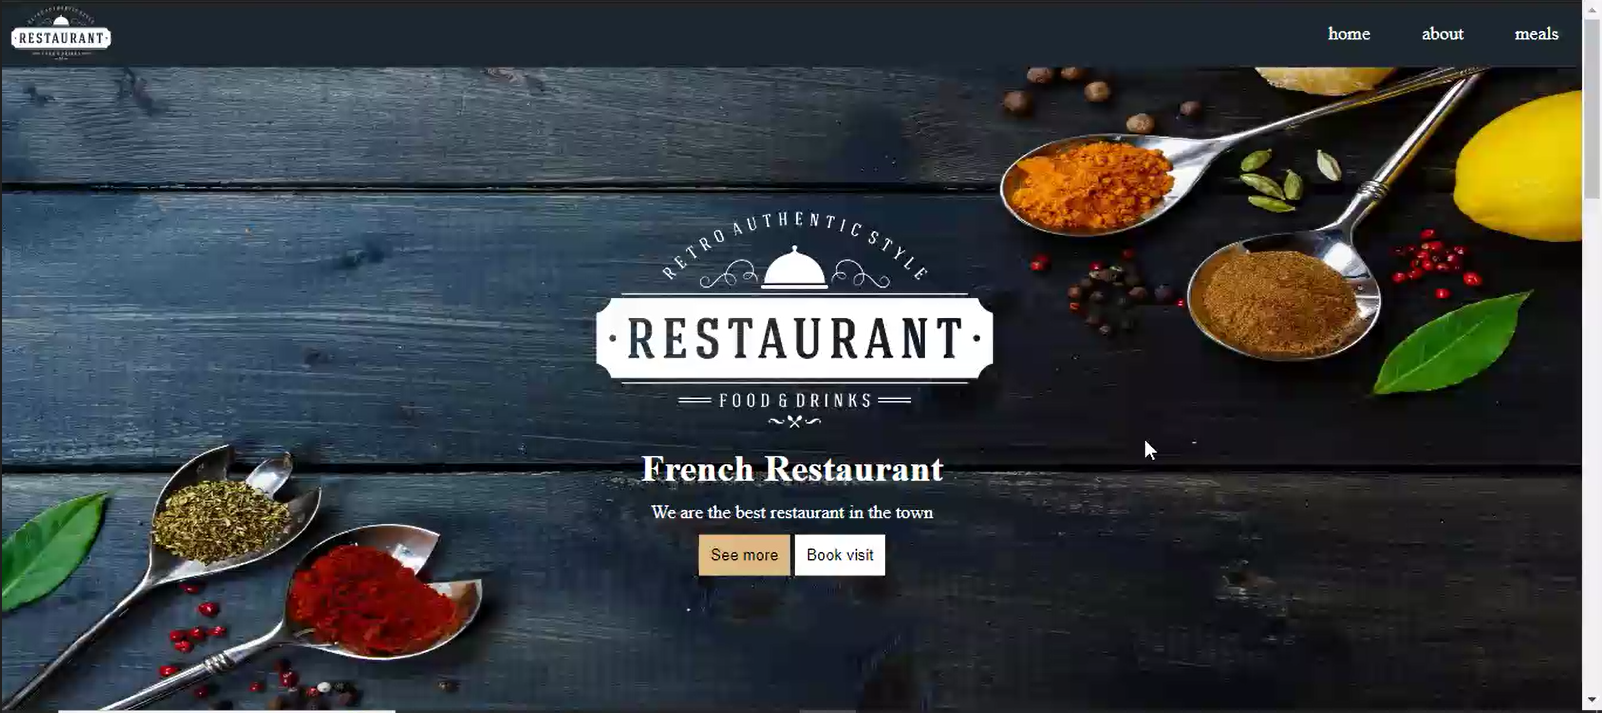 RESTAURANT
home about meals
RETRO AUTHENTIC STYLE
· RESTAURANT ·
FOOD & DRINKS
French Restaurant
We are the best restaurant in the town
See more Book visit